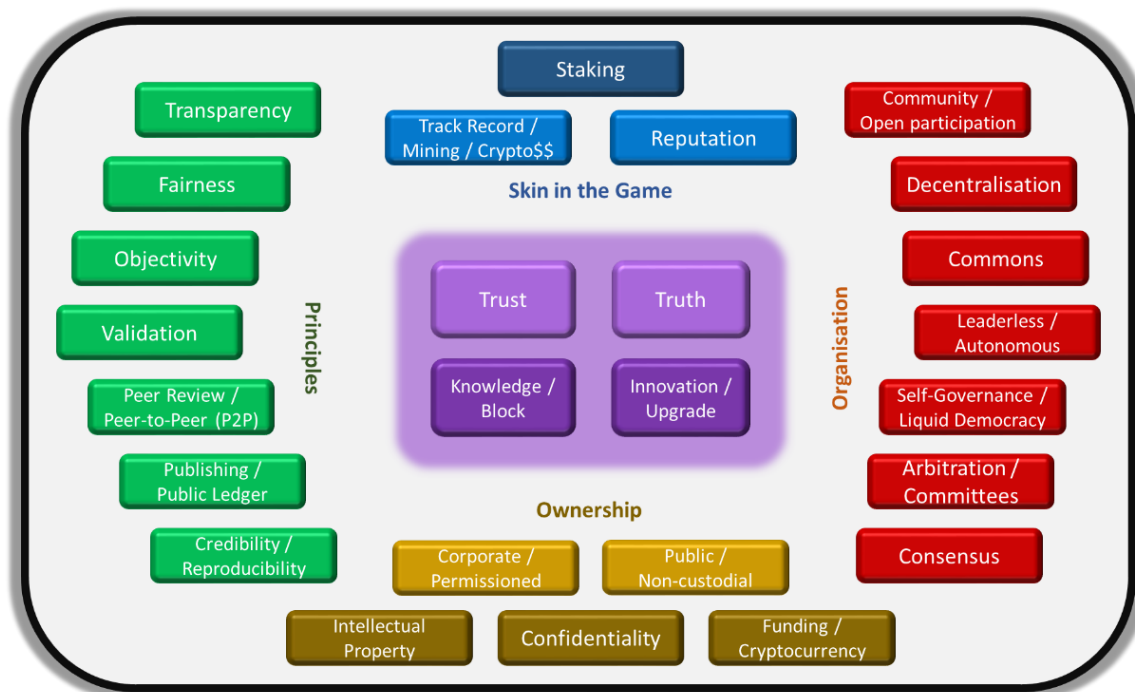 Staking
Track Record /
Mining / Crypto$$
Reputation
Skin in the Game
Transparency
Fairness
Objectivity
Validation
Peer Review /
Peer-to-Peer (P2P)
Publishing /
Public Ledger
Credibility /
Reproducibility
Principles
Trust
Truth
Knowledge /
Block
Innovation /
Upgrade
Organisation
Community /
Open participation
Decentralisation
Commons
Leaderless /
Autonomous
Self-Governance /
Liquid Democracy
Arbitration /
Committees
Consensus
Ownership
Corporate /
Permissioned
Public /
Non-custodial
Intellectual
Property
Confidentiality
Funding /
Cryptocurrency